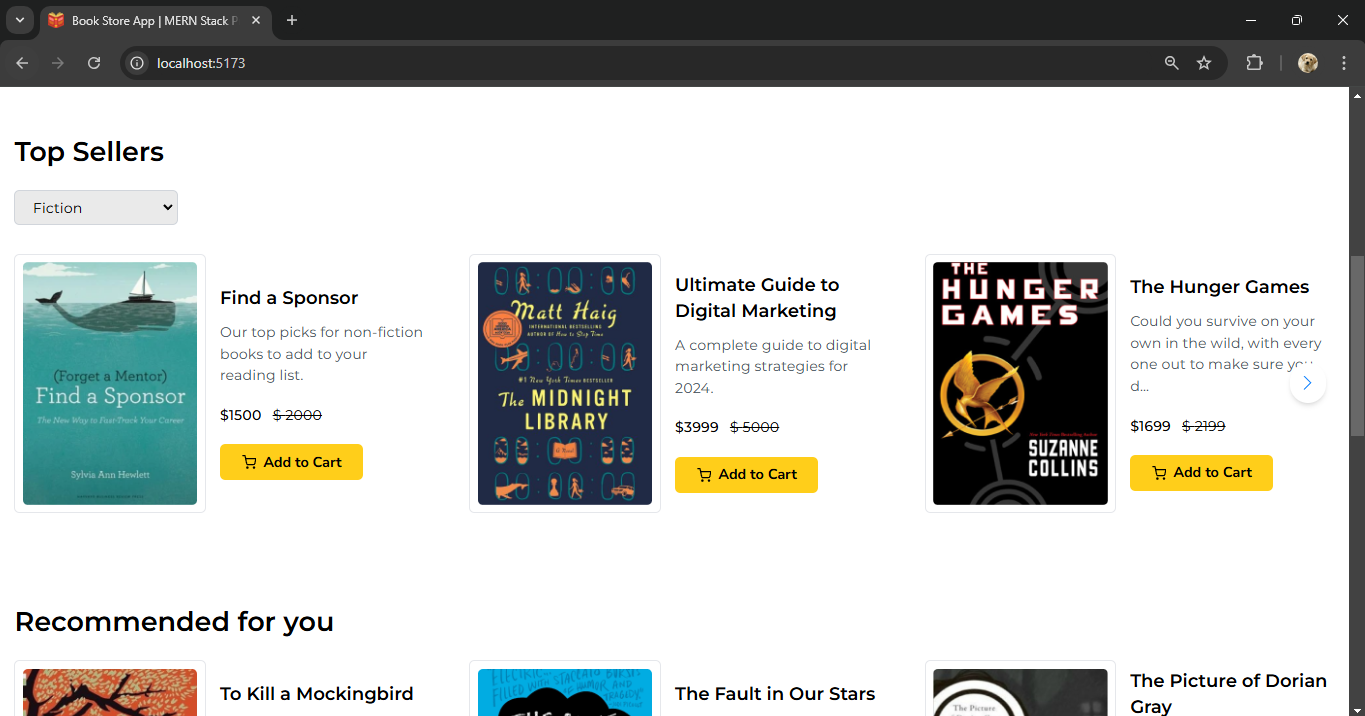 Book Store App | MERN Stack P
localhost:5173
Top Sellers
Fiction
(Forget a Mentor)
Find a Sponsor
The New Way to Fast-Track Your Career
Sylvia Ann Hewlett
Find a Sponsor
Our top picks for non-fiction
books to add to your
reading list.
$1500 $ 2000
Add to Cart
Matt Haig
INTERNATIONAL BESTSELLING
AUTHOR OF How to Stop Time
#1 New York Times BESTSELLER
The MIDNIGHT
LIBRARY
A Novel
Ultimate Guide to
Digital Marketing
A complete guide to digital
marketing strategies for
2024.
$3999 $ 5000
Add to Cart
THE
HUNGER
GAMES
SUZANNE
COLLINS
The Hunger Games
Could you survive on your
own in the wild, with every
one out to make sure you
d...
$1699 $ 2199
Add to Cart
Recommended for you
To Kill a Mockingbird
The Fault in Our Stars
The Picture
The Picture of Dorian
Gray